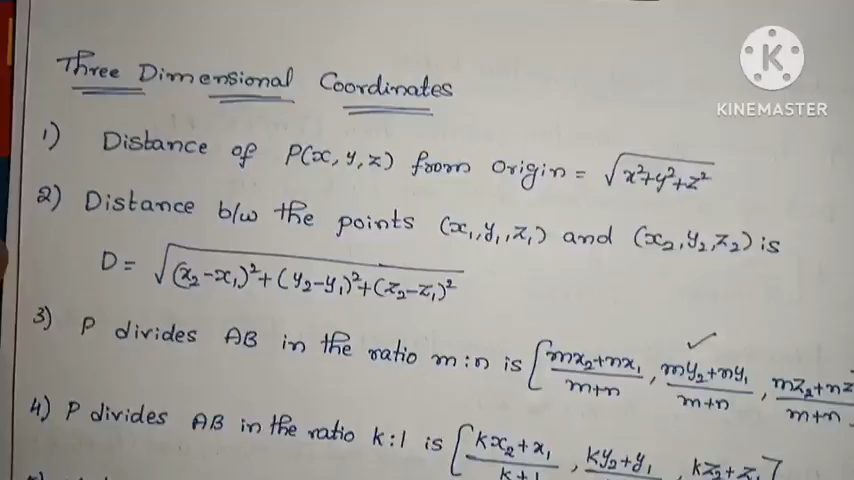 KINEMASTER
Three Dimensional Coordinates
1) Distance of P(x, y, z) from origin = √(x²+y²+z²)
2) Distance b/w the points (x₁, y₁, z₁) and (x₂, y₂, z₂) is
D = √((x₂-x₁)²+(y₂-y₁)²+(z₂-z₁)²)
3) P divides AB in the ratio m:n is [(mx₂+nx₁)/(m+n), (my₂+ny₁)/(m+n), (mz₂+nz)/(m+n)
4) P divides AB in the ratio k:1 is [(kx₂+x₁)/(k+1), ky₂+y₁, kz₂+z₁]